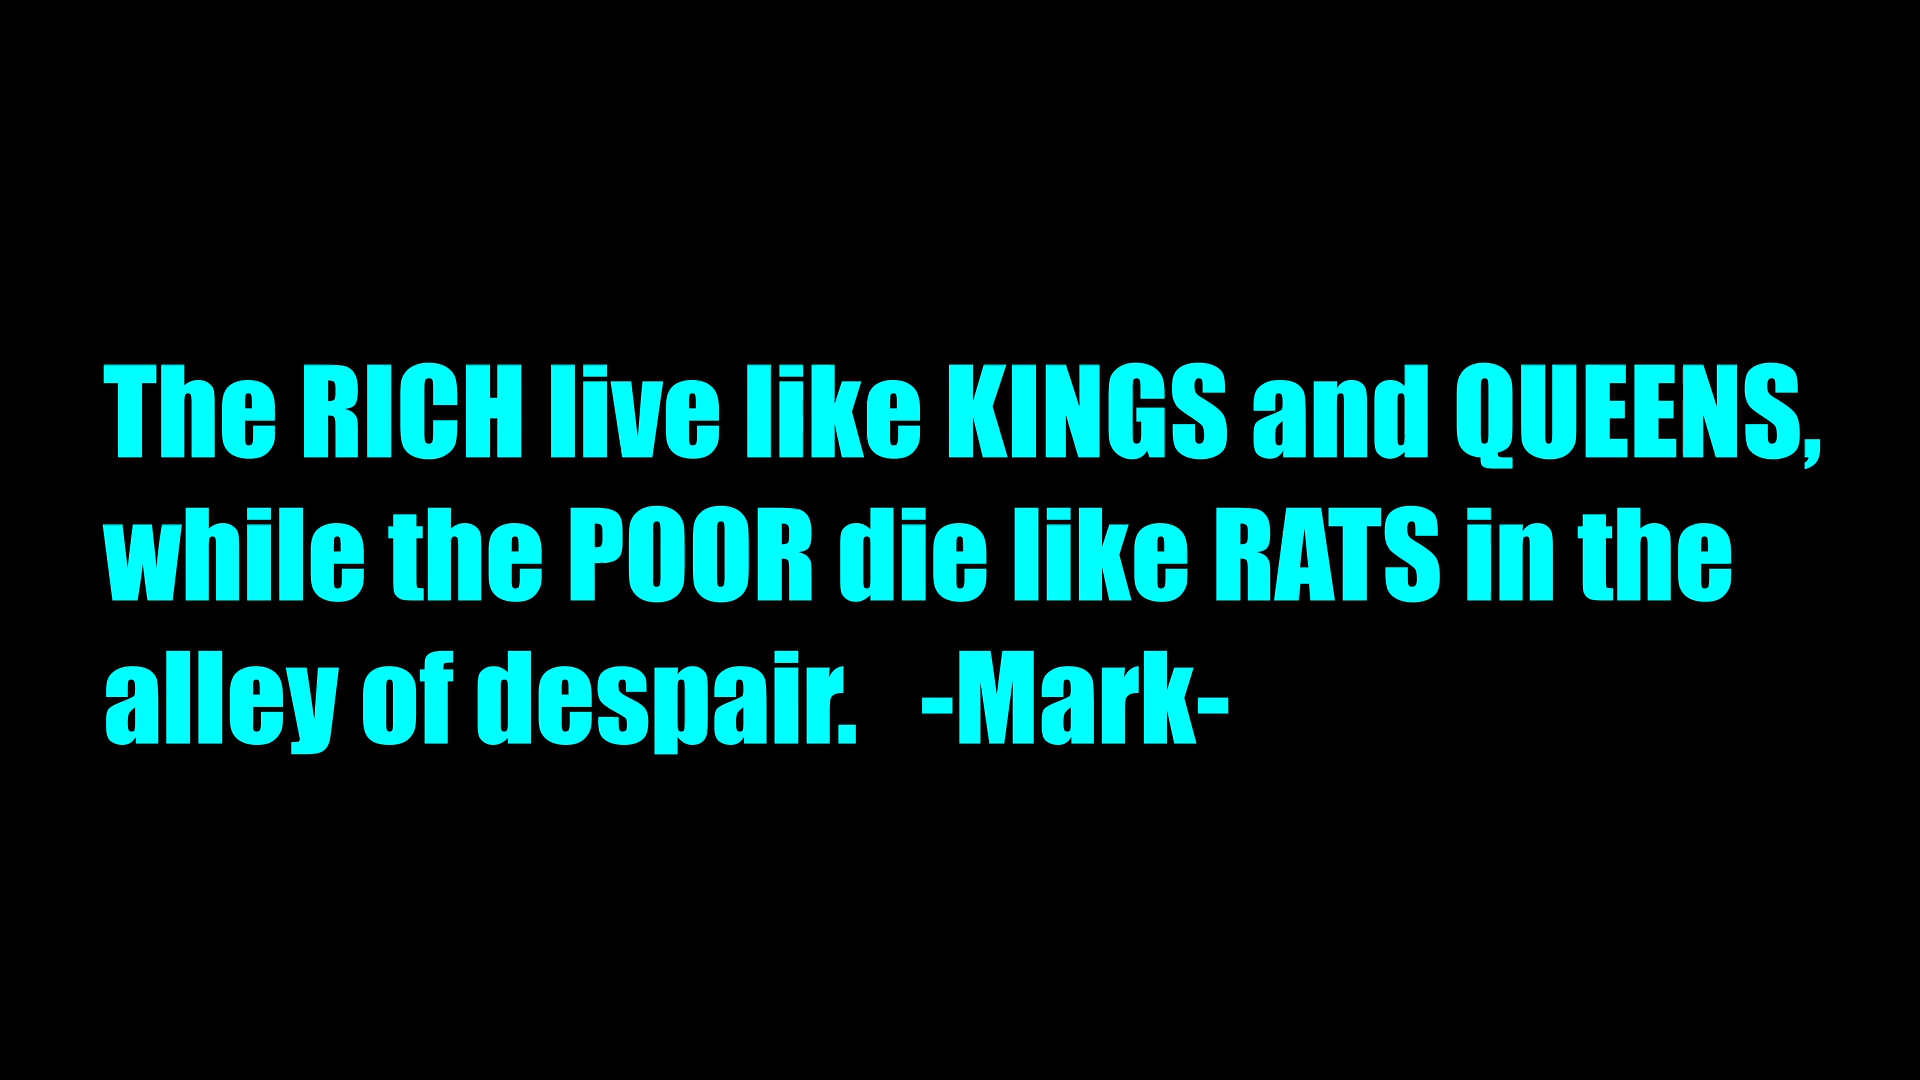 The RICH live like KINGS and QUEENS,
while the POOR die like RATS in the
alley of despair.   -Mark-